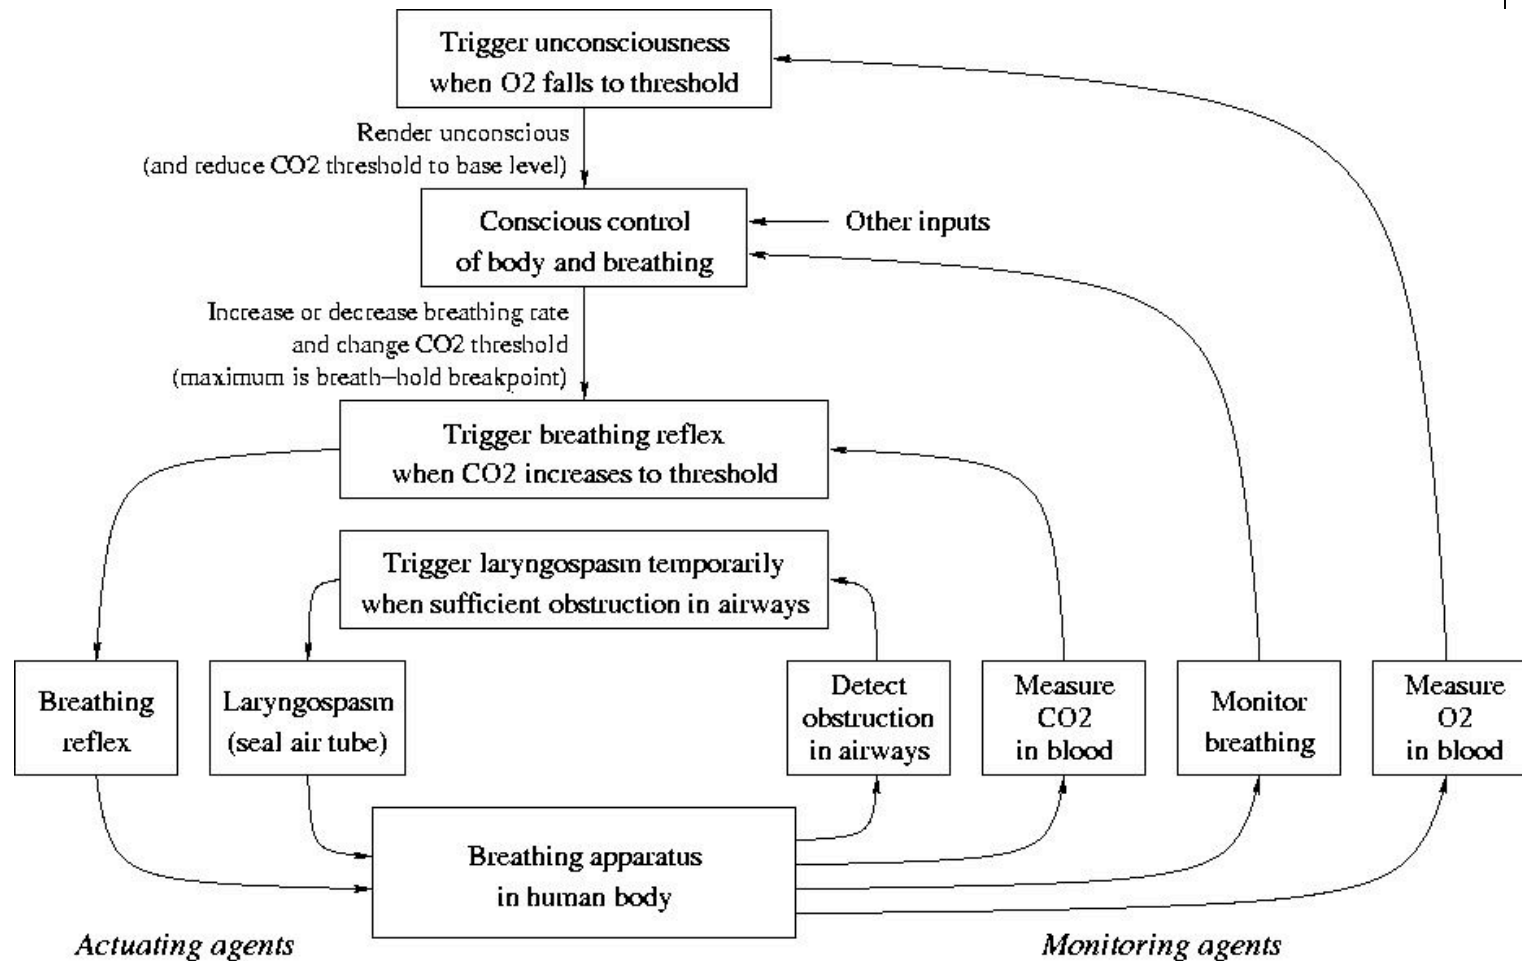 Trigger unconsciousness
when O2 falls to threshold
Render unconscious
(and reduce CO2 threshold to base level)
Conscious control
of body and breathing
Other inputs
Increase or decrease breathing rate
and change CO2 threshold
(maximum is breath-hold breakpoint)
Trigger breathing reflex
when CO2 increases to threshold
Trigger laryngospasm temporarily
when sufficient obstruction in airways
Breathing
reflex
Laryngospasm
(seal air tube)
Detect
obstruction
in airways
Measure
CO2
in blood
Monitor
breathing
Measure
O2
in blood
Breathing apparatus
in human body
Actuating agents
Monitoring agents